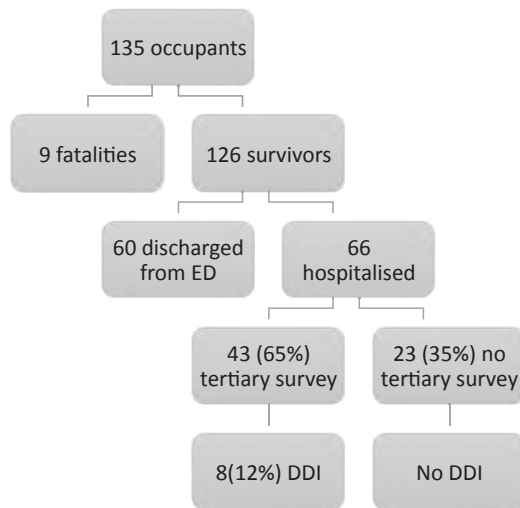 135 occupants
9 fatalities
126 survivors
60 discharged
from ED
66
hospitalised
43 (65%)
tertiary survey
23 (35%) no
tertiary survey
8(12%) DDI
No DDI